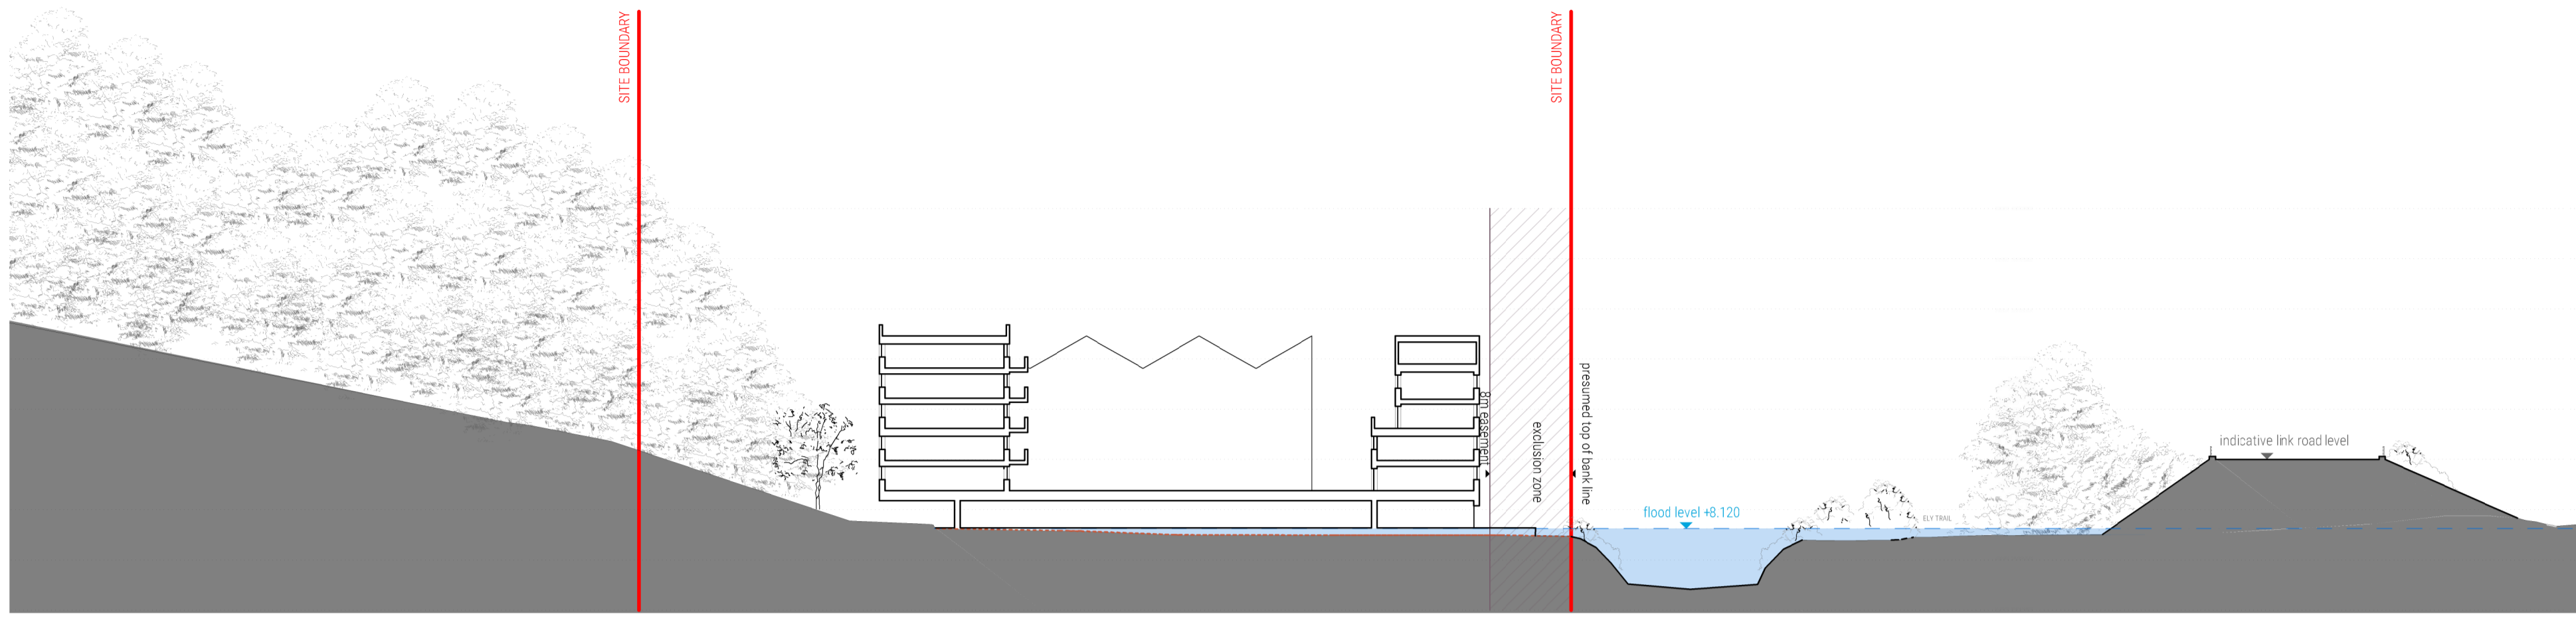 SITE BOUNDARY
SITE BOUNDARY
8m easement
exclusion zone
presumed top of bank line
flood level +8.120
ELY TRAIL
indicative link road level